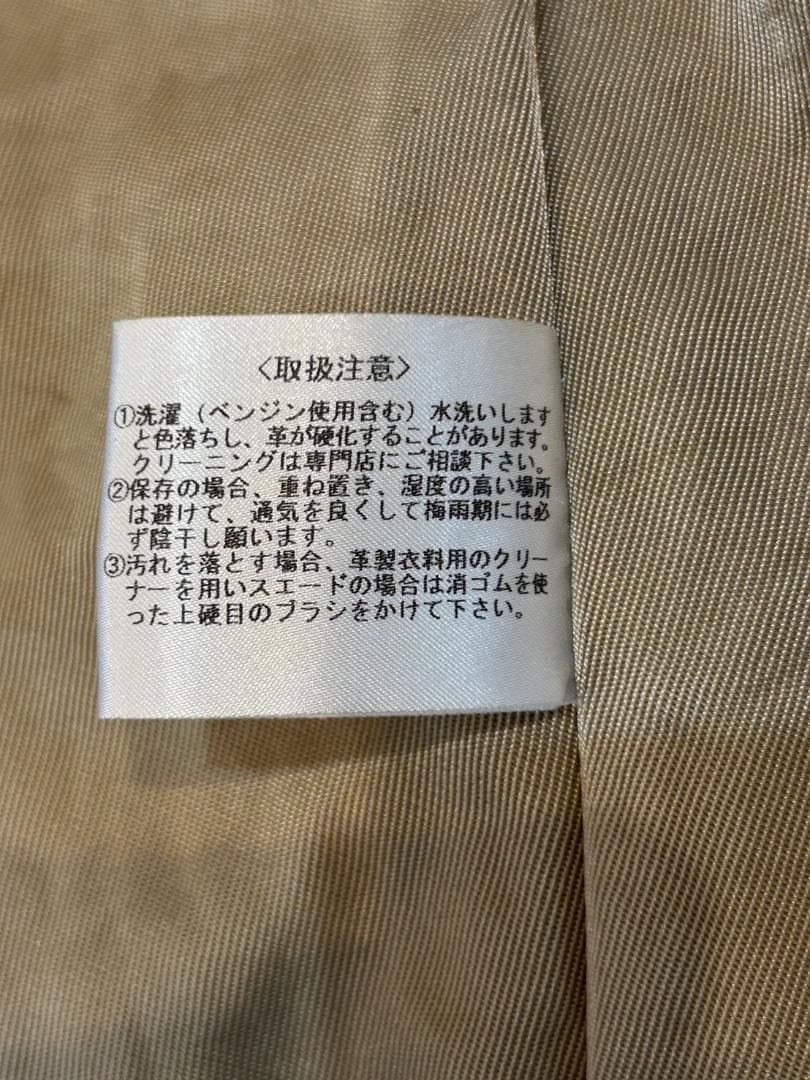 〈取扱注意〉
①洗濯（ベンジン使用含む）水洗いします
と色落ちし、革が硬化することがあります。
クリーニングは専門店にご相談下さい。
②保存の場合、重ね置き、湿度の高い場所
は避けて、通気を良くして梅雨期には必
ず陰干し願います。
③汚れを落とす場合、革製衣料用のクリー
ナーを用いスエードの場合は消ゴムを使
った上硬目のブラシをかけて下さい。